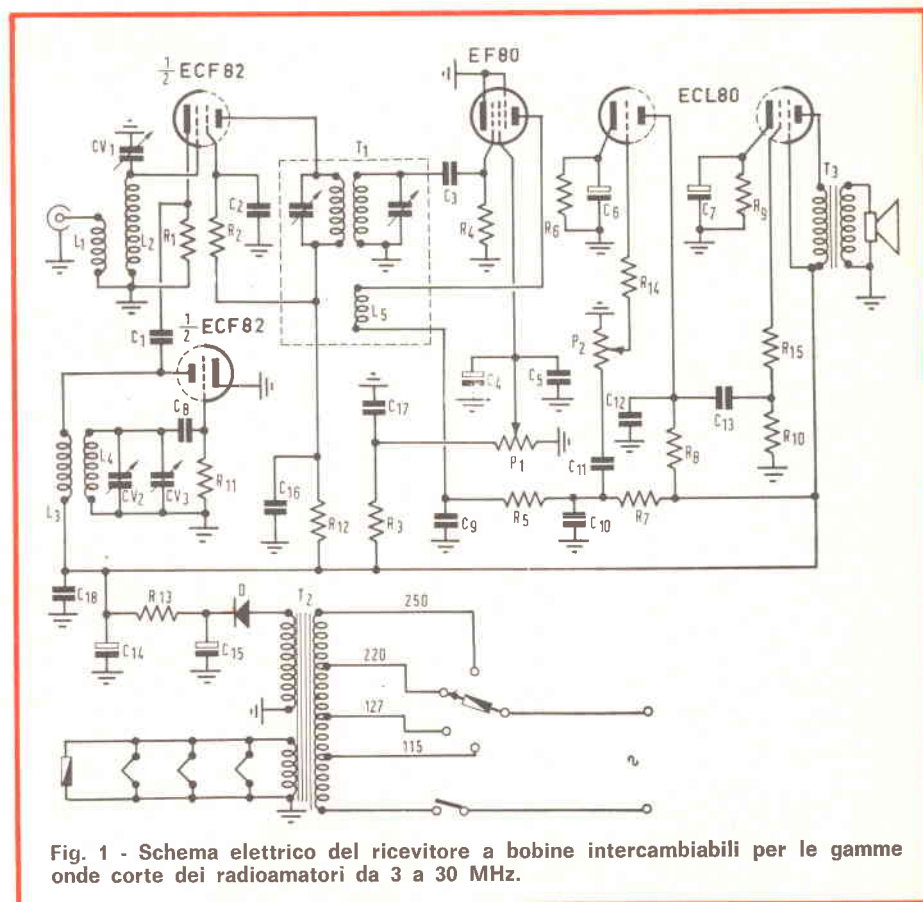 ½ ECF82
EF80
ECL80
CV1
L1
L2
R1
R2
C2
T1
C3
R4
R6
R6
C6
C7
R9
T3
C1
½ ECF82
L5
C4
C5
R14
P2
R15
C8
C17
P1
C12
C13
R10
L4
CV2
CV3
R11
C16
R12
R3
C9
R5
C11
C10
R7
R8
L3
C18
R13
D
T2
250
C14
C15
220
127
115
~
Fig. 1 - Schema elettrico del ricevitore a bobine intercambiabili per le gamme
onde corte dei radioamatori da 3 a 30 MHz.